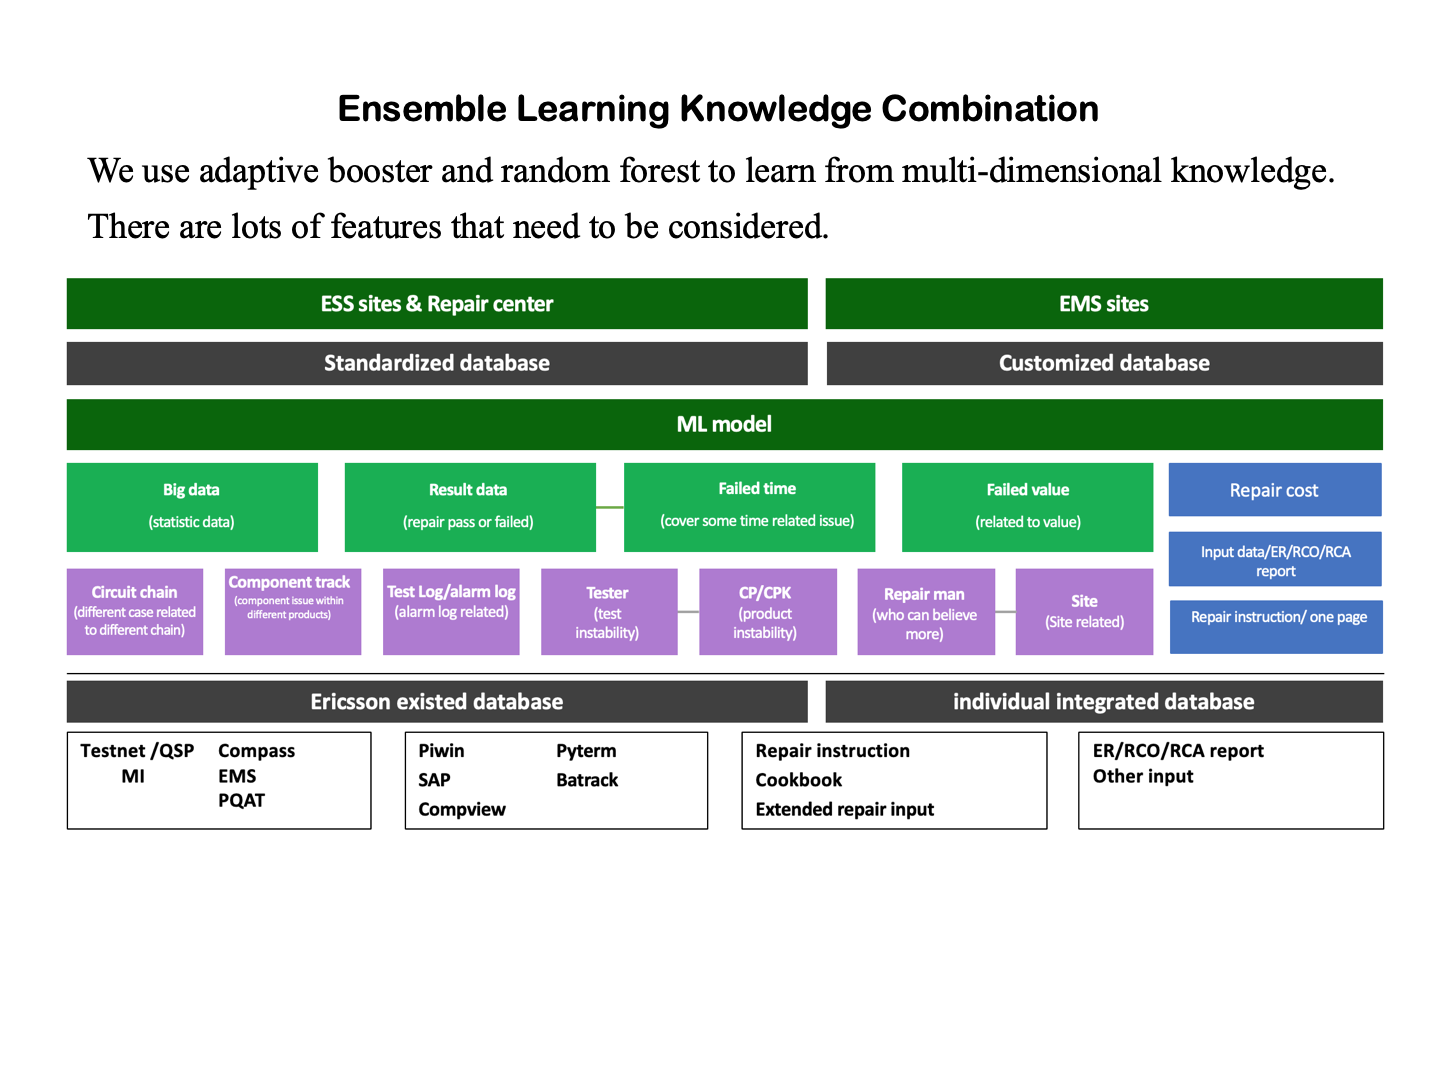 Ensemble Learning Knowledge Combination
We use adaptive booster and random forest to learn from multi-dimensional knowledge.
There are lots of features that need to be considered.
ESS sites & Repair center
EMS sites
Standardized database
Customized database
ML model
Big data
(statistic data)
Result data
(repair pass or failed)
Failed time
(cover some time related issue)
Failed value
(related to value)
Repair cost
Input data/ER/RCO/RCA
report
Repair instruction/ one page
Circuit chain
(different case related
to different chain)
Component track
(component issue within
different products)
Test Log/alarm log
(alarm log related)
Tester
(test
instability)
CP/CPK
(product
instability)
Repair man
(who can believe
more)
Site
(Site related)
Ericsson existed database
individual integrated database
Testnet /QSP
MI
Compass
EMS
PQAT
Piwin
SAP
Compview
Pyterm
Batrack
Repair instruction
Cookbook
Extended repair input
ER/RCO/RCA report
Other input